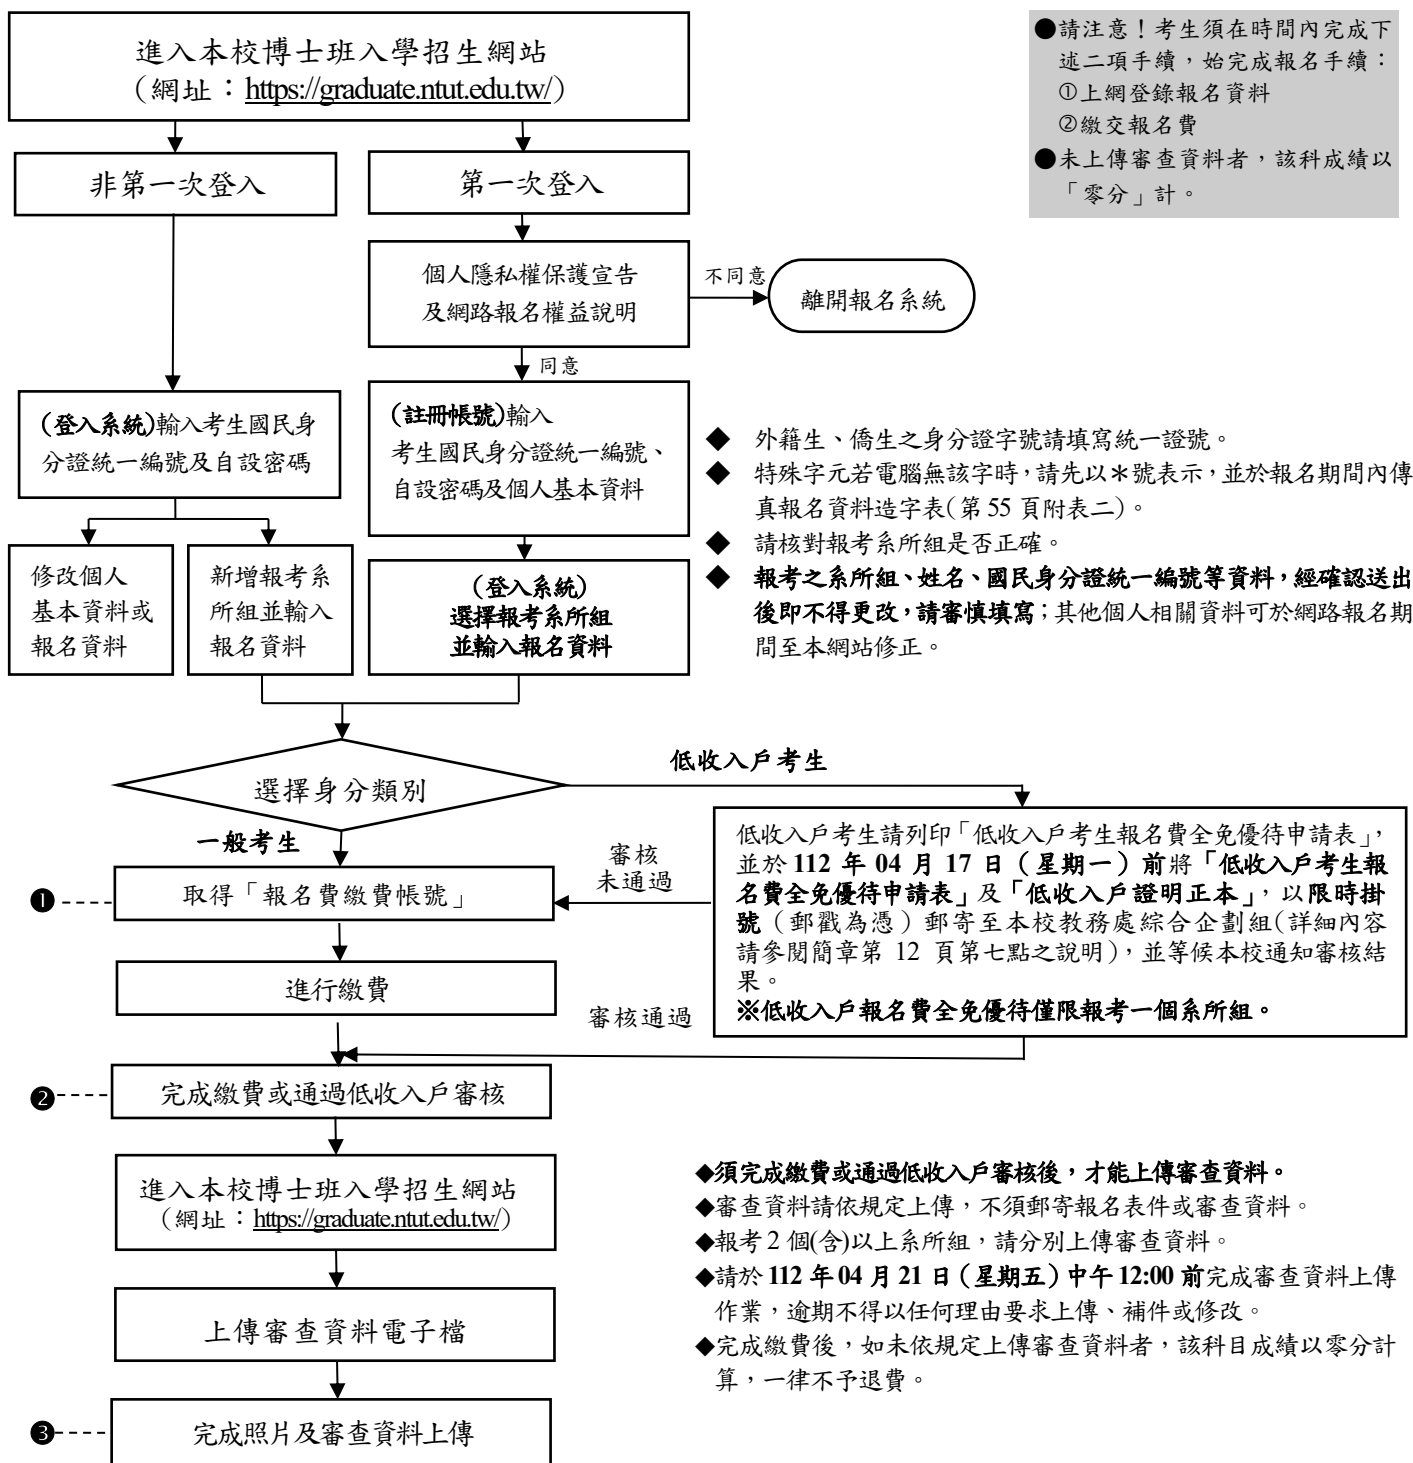 進入本校博士班入學招生網站
（網址：https://graduate.ntut.edu.tw/）
●請注意！考生須在時間內完成下
述二項手續，始完成報名手續：
①上網登錄報名資料
②繳交報名費
●未上傳審查資料者，該科成績以
「零分」計。
非第一次登入
第一次登入
個人隱私權保護宣告
及網路報名權益說明
不同意
離開報名系統
同意
(登入系統)輸入考生國民身
分證統一編號及自設密碼
(註冊帳號)輸入
考生國民身分證統一編號、
自設密碼及個人基本資料
◆ 外籍生、僑生之身分證字號請填寫統一證號。
◆ 特殊字元若電腦無該字時，請先以＊號表示，並於報名期間內傳
真報名資料造字表(第 55 頁附表二)。
◆ 請核對報考系所組是否正確。
◆ 報考之系所組、姓名、國民身分證統一編號等資料，經確認送出
後即不得更改，請審慎填寫；其他個人相關資料可於網路報名期
間至本網站修正。
修改個人
基本資料或
報名資料
新增報考系
所組並輸入
報名資料
(登入系統)
選擇報考系所組
並輸入報名資料
選擇身分類別
低收入戶考生
一般考生
低收入戶考生請列印「低收入戶考生報名費全免優待申請表」，
並於 112 年 04 月 17 日（星期一）前將「低收入戶考生報
名費全免優待申請表」及「低收入戶證明正本」，以限時掛
號（郵戳為憑）郵寄至本校教務處綜合企劃組(詳細內容
請參閱簡章第 12 頁第七點之說明)，並等候本校通知審核結
果。
※低收入戶報名費全免優待僅限報考一個系所組。
審核
未通過
❶
取得「報名費繳費帳號」
進行繳費
審核通過
❷
完成繳費或通過低收入戶審核
進入本校博士班入學招生網站
（網址：https://graduate.ntut.edu.tw/）
上傳審查資料電子檔
❸
完成照片及審查資料上傳
◆須完成繳費或通過低收入戶審核後，才能上傳審查資料。
◆審查資料請依規定上傳，不須郵寄報名表件或審查資料。
◆報考 2 個(含)以上系所組，請分別上傳審查資料。
◆請於 112 年 04 月 21 日（星期五）中午 12:00 前完成審查資料上傳
作業，逾期不得以任何理由要求上傳、補件或修改。
◆完成繳費後，如未依規定上傳審查資料者，該科目成績以零分計
算，一律不予退費。